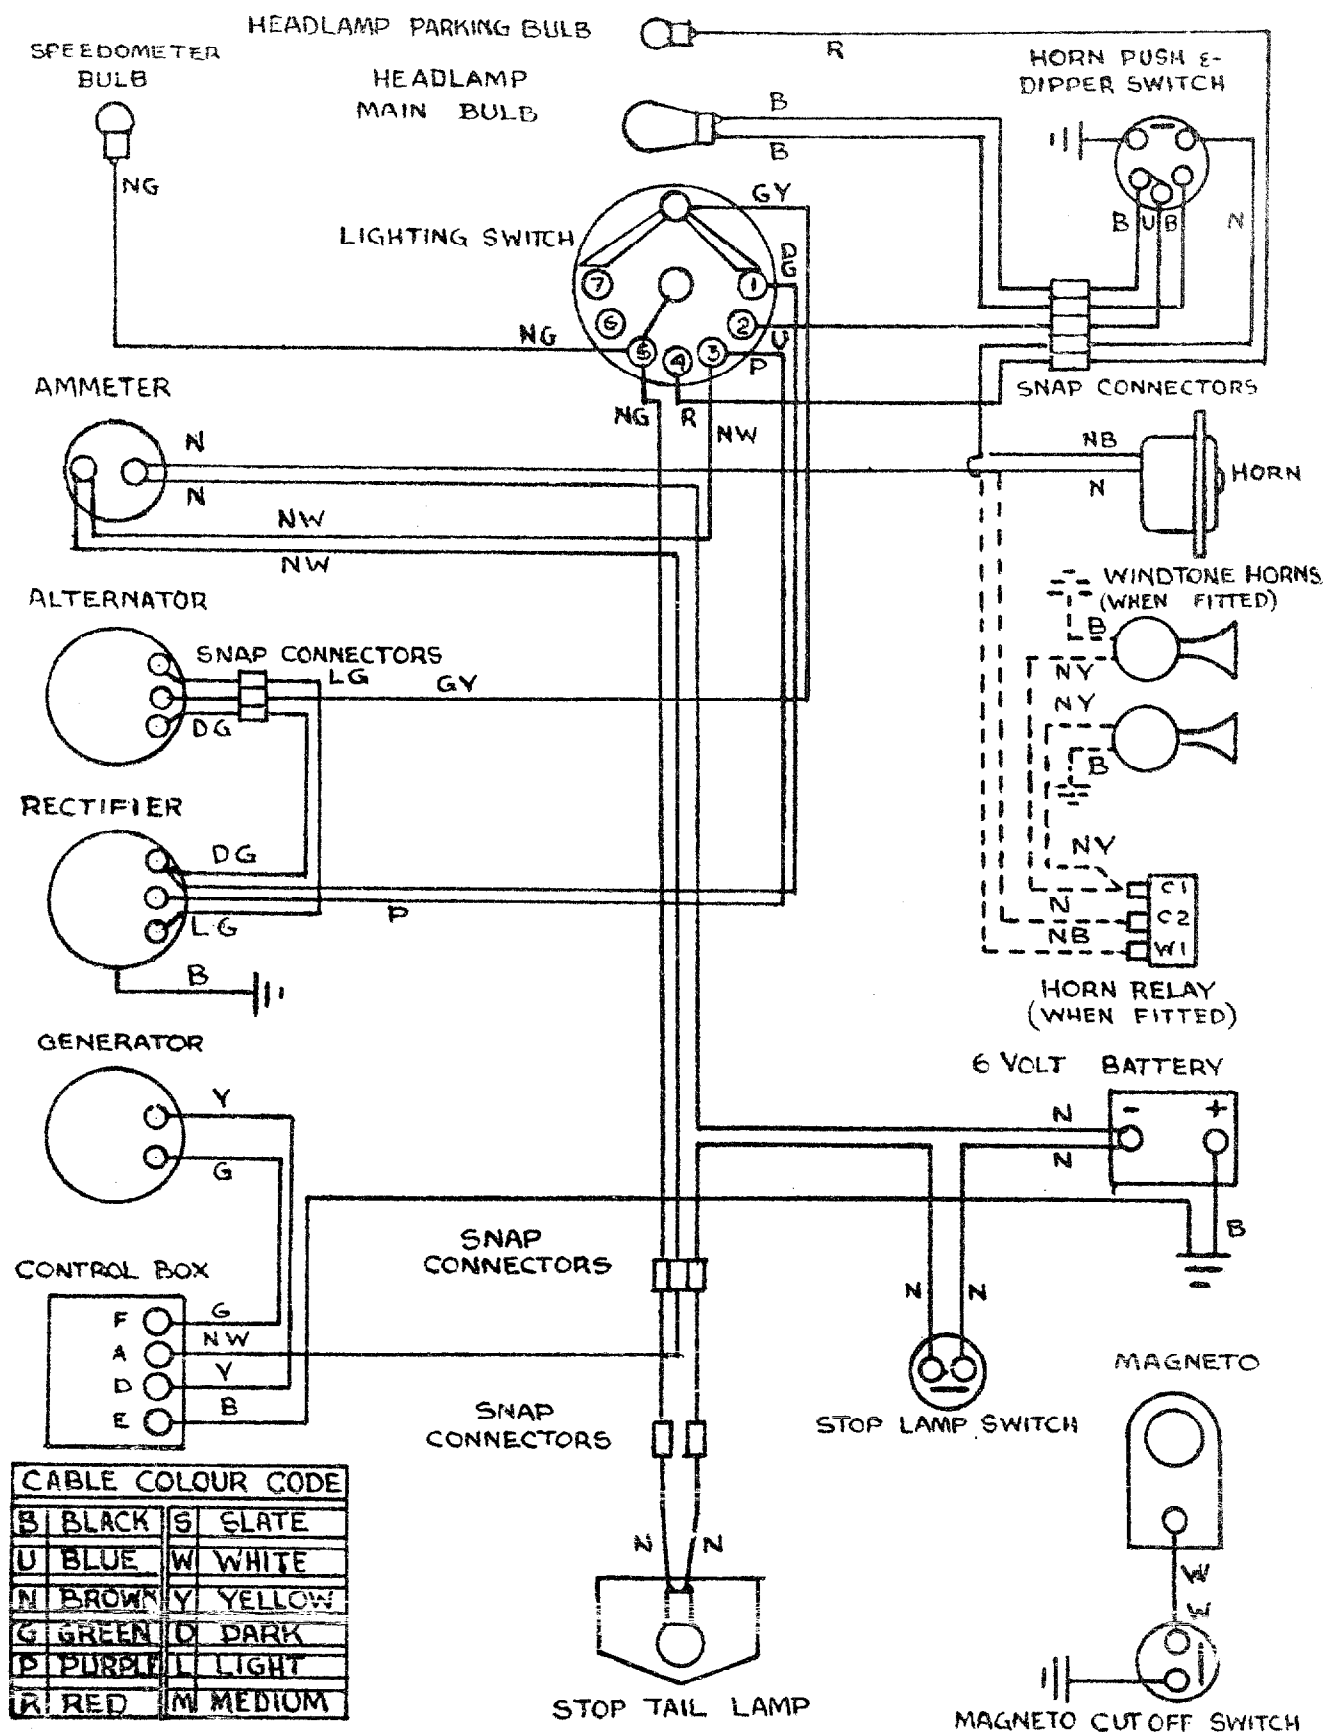 HEADLAMP PARKING BULB
R
SPEEDOMETER
BULB
HEADLAMP
MAIN BULB
HORN PUSH &
DIPPER SWITCH
B
B
NG
GY
LIGHTING SWITCH
DG
B U B
N
7
1
6
2
5
4
3
NG
U
P
AMMETER
SNAP CONNECTORS
NG
R
NW
N
N
NB
N
HORN
NW
NW
WINDTONE HORNS
(WHEN FITTED)
ALTERNATOR
B
SNAP CONNECTORS
LG
GY
NY
NY
DG
B
RECTIFIER
DG
NY
P
LG
N
NB
C1
C2
W1
B
HORN RELAY
(WHEN FITTED)
GENERATOR
6 VOLT BATTERY
- +
Y
N
N
G
B
SNAP
CONNECTORS
CONTROL BOX
N
N
F
G
A
NW
D
Y
E
B
MAGNETO
SNAP
CONNECTORS
STOP LAMP SWITCH
CABLE COLOUR CODE
B BLACK S SLATE
U BLUE W WHITE
N BROWN Y YELLOW
G GREEN D DARK
P PURPLE L LIGHT
R RED M MEDIUM
N
N
W
STOP TAIL LAMP
MAGNETO CUT OFF SWITCH